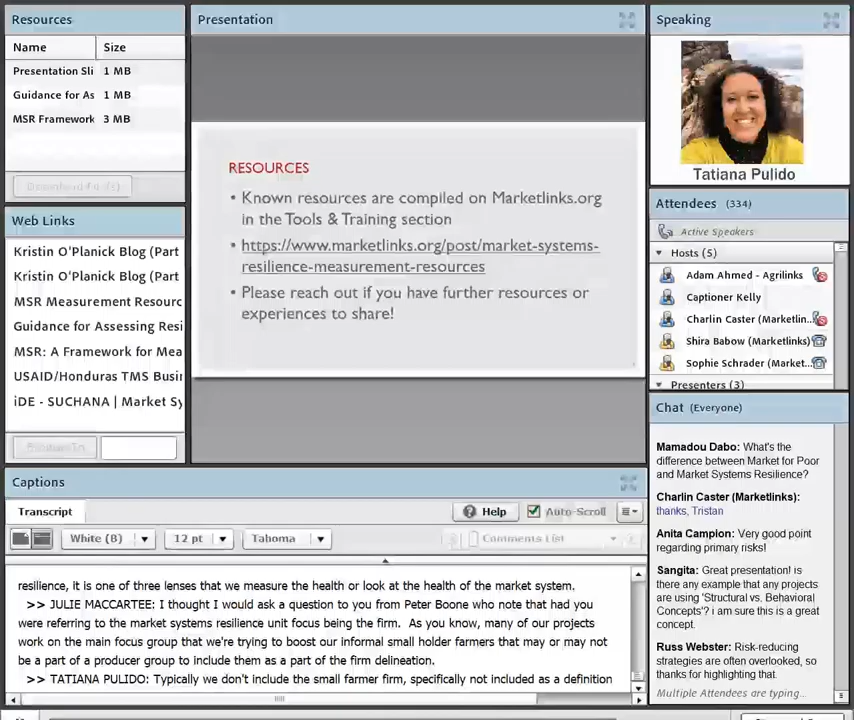 Resources
Name Size
Presentation Sli 1 MB
Guidance for As 1 MB
MSR Framework 3 MB
Web Links
Kristin O'Planick Blog (Part
Kristin O'Planick Blog (Part
MSR Measurement Resourc
Guidance for Assessing Resi
MSR: A Framework for Mea
USAID/Honduras TMS Busin
iDE - SUCHANA | Market Sy
Presentation
RESOURCES
• Known resources are compiled on Marketlinks.org
in the Tools & Training section
• https://www.marketlinks.org/post/market-systems-
resilience-measurement-resources
• Please reach out if you have further resources or
experiences to share!
Captions
Transcript
Help
Auto-Scroll
White (8)
12 pt
Tahoma
Comments List
resilience, it is one of three lenses that we measure the health or look at the health of the market system.
>> JULIE MACCARTEE: I thought I would ask a question to you from Peter Boone who note that had you
were referring to the market systems resilience unit focus being the firm. As you know, many of our projects
work on the main focus group that we're trying to boost our informal small holder farmers that may or may not
be a part of a producer group to include them as a part of the firm delineation.
>> TATIANA PULIDO: Typically we don't include the small farmer firm, specifically not included as a definition
Speaking
Tatiana Pulido
Attendees (334)
Active Speakers
Hosts (5)
Adam Ahmed - Agrilinks
Captioner Kelly
Charlin Caster (Marketlin...
Shira Babow (Marketlinks)
Sophie Schrader (Market...
Presenters (3)
Chat (Everyone)
Mamadou Dabo: What's the
difference between Market for Poor
and Market Systems Resilience?
Charlin Caster (Marketlinks):
thanks, Tristan
Anita Campion: Very good point
regarding primary risks!
Sangita: Great presentation! is
there any example that any projects
are using 'Structural vs. Behavioral
Concepts'? i am sure this is a great
concept.
Russ Webster: Risk-reducing
strategies are often overlooked, so
thanks for highlighting that.
Multiple Attendees are typing...